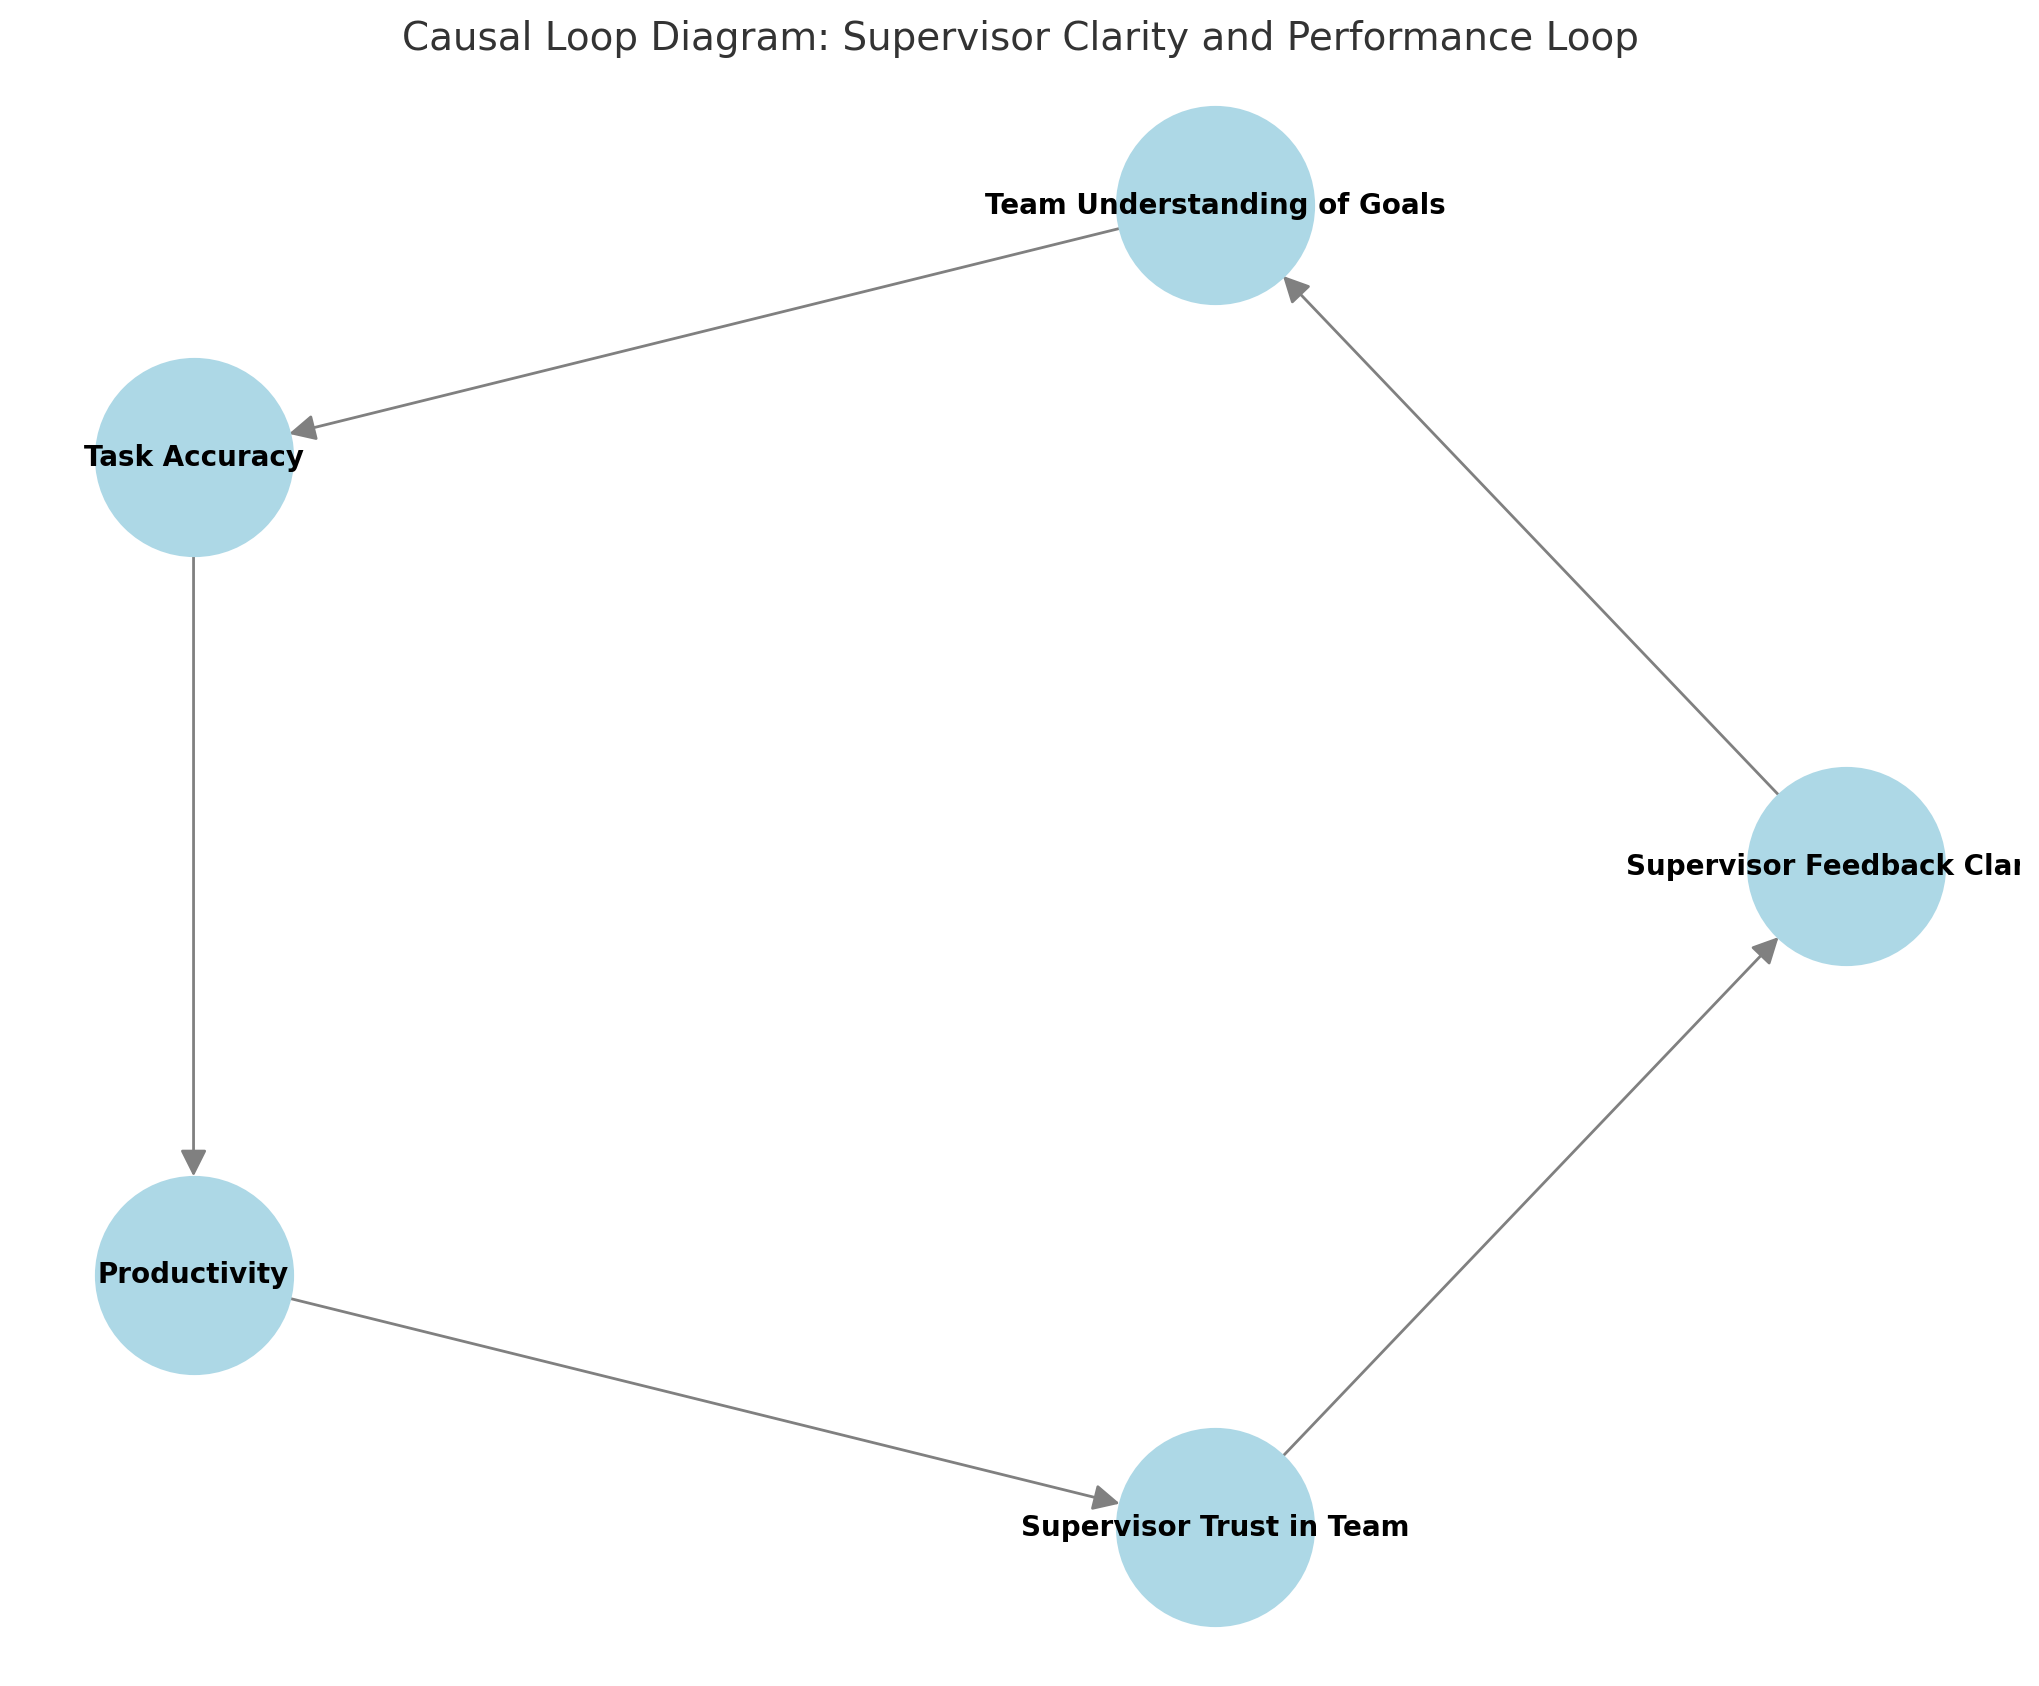 Causal Loop Diagram: Supervisor Clarity and Performance Loop
Team Understanding of Goals
Task Accuracy
Supervisor Feedback Clar
Productivity
Supervisor Trust in Team